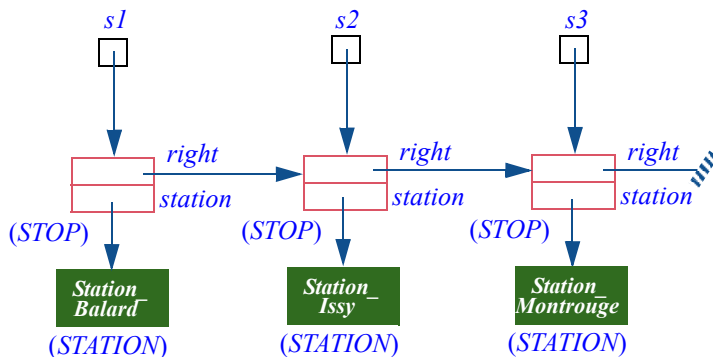 s1 s2 s3
right right right
station station station
(STOP) (STOP) (STOP)
Station_ Station_ Station_
Balard Issy Montrouge
(STATION) (STATION) (STATION)